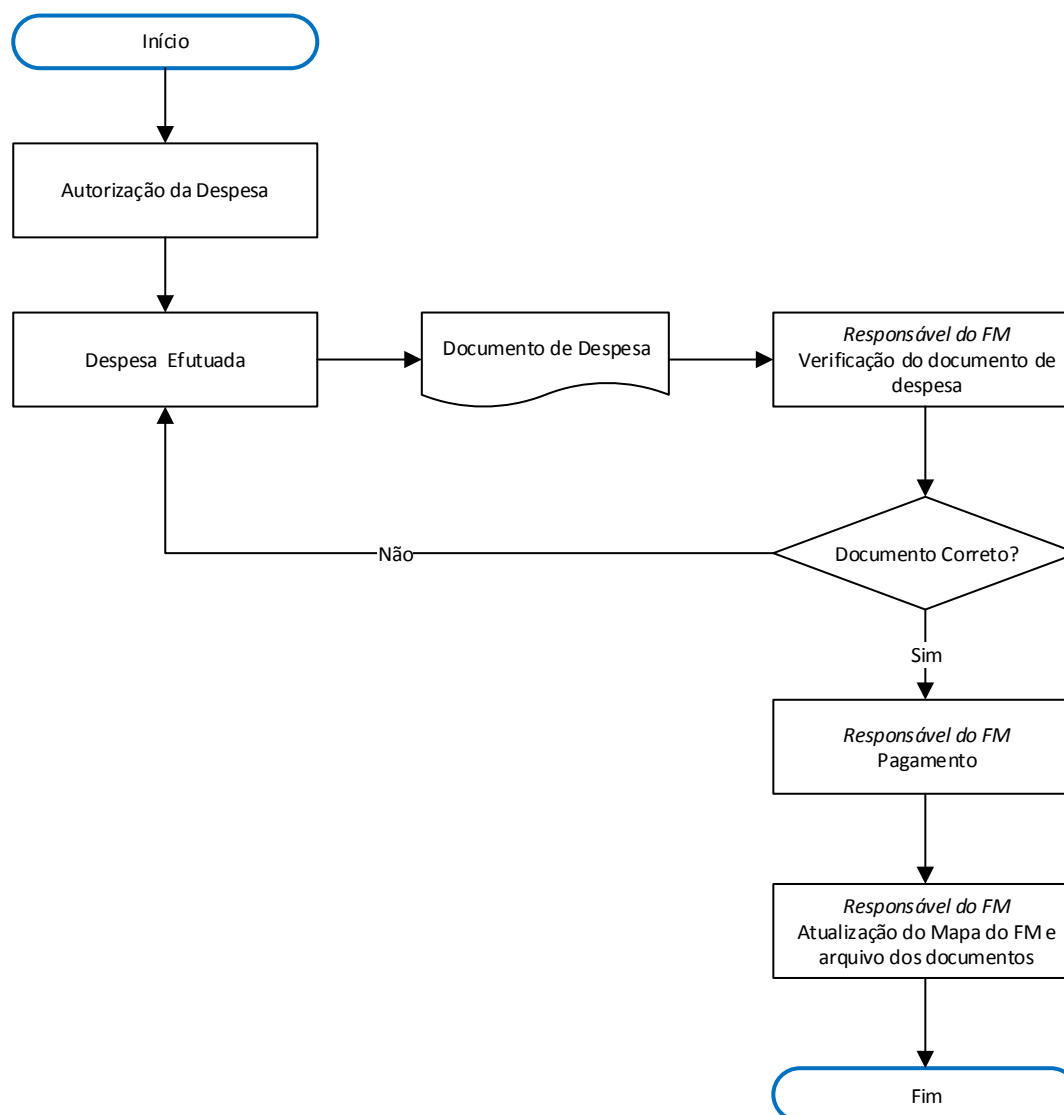 Início
Autorização da Despesa
Despesa  Efutuada
Documento de Despesa
Responsável do FM
Verificação do documento de
despesa
Documento Correto?
Não
Sim
Responsável do FM
Pagamento
Responsável do FM
Atualização do Mapa do FM e
arquivo dos documentos
Fim